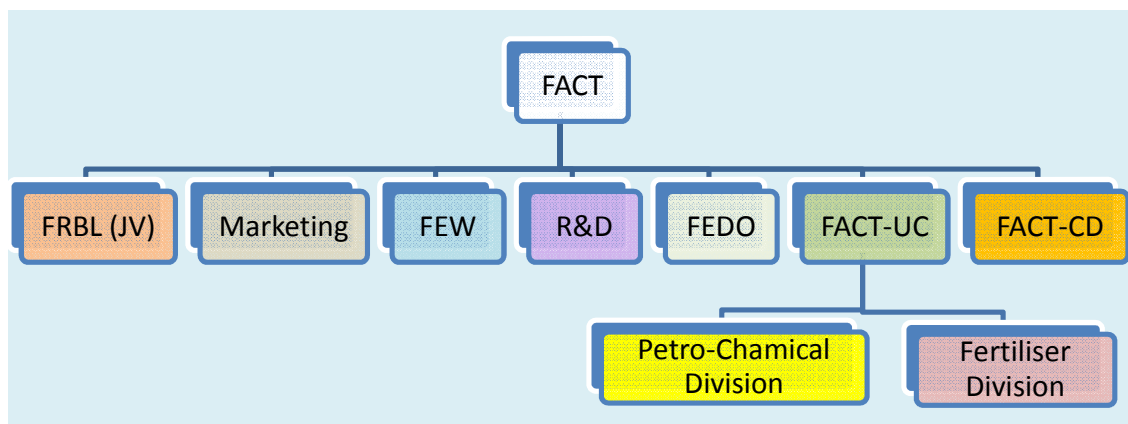 FACT
FRBL (JV)
Marketing
FEW
R&D
FEDO
FACT-UC
FACT-CD
Petro-Chamical
Division
Fertiliser
Division